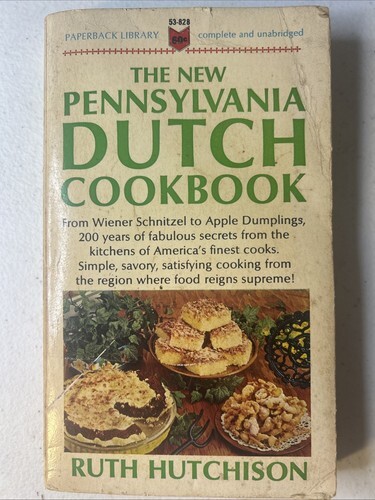 53-828
PAPERBACK LIBRARY 60¢ complete and unabridged
THE NEW
PENNSYLVANIA
DUTCH
COOKBOOK
From Wiener Schnitzel to Apple Dumplings,
200 years of fabulous secrets from the
kitchens of America's finest cooks.
Simple, savory, satisfying cooking from
the region where food reigns supreme!
RUTH HUTCHISON